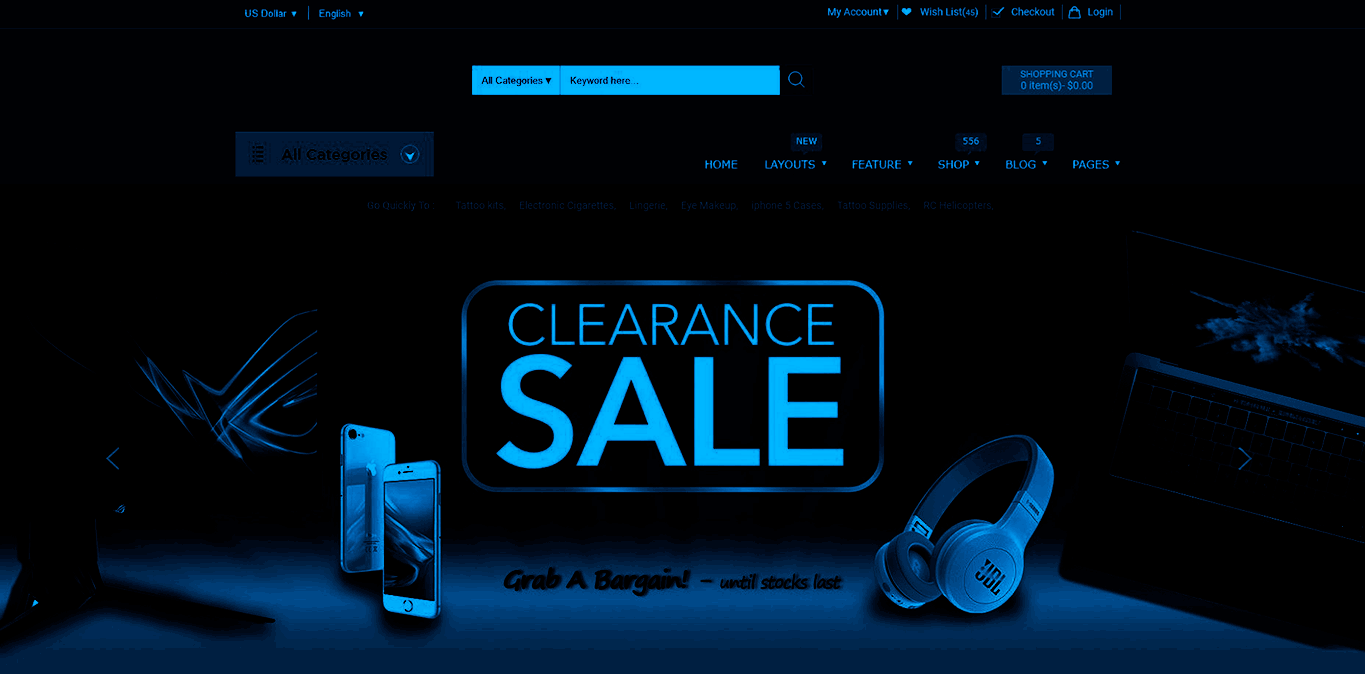 US Dollar ▼ English ▼
My Account▼ Wish List(45) Checkout Login
All Categories ▼ Keyword here...
SHOPPING CART
0 item(s)- $0.00
All Categories
NEW 556 5
HOME LAYOUTS ▼ FEATURE ▼ SHOP ▼ BLOG ▼ PAGES ▼
Go Quickly To Tattoo kits, Electronic Cigarettes, Lingerie, Eye Makeup, iphone 5 Cases, Tattoo Supplies, RC Helicopters,
CLEARANCE
SALE
Grab A Bargain! – until stocks last
JBL